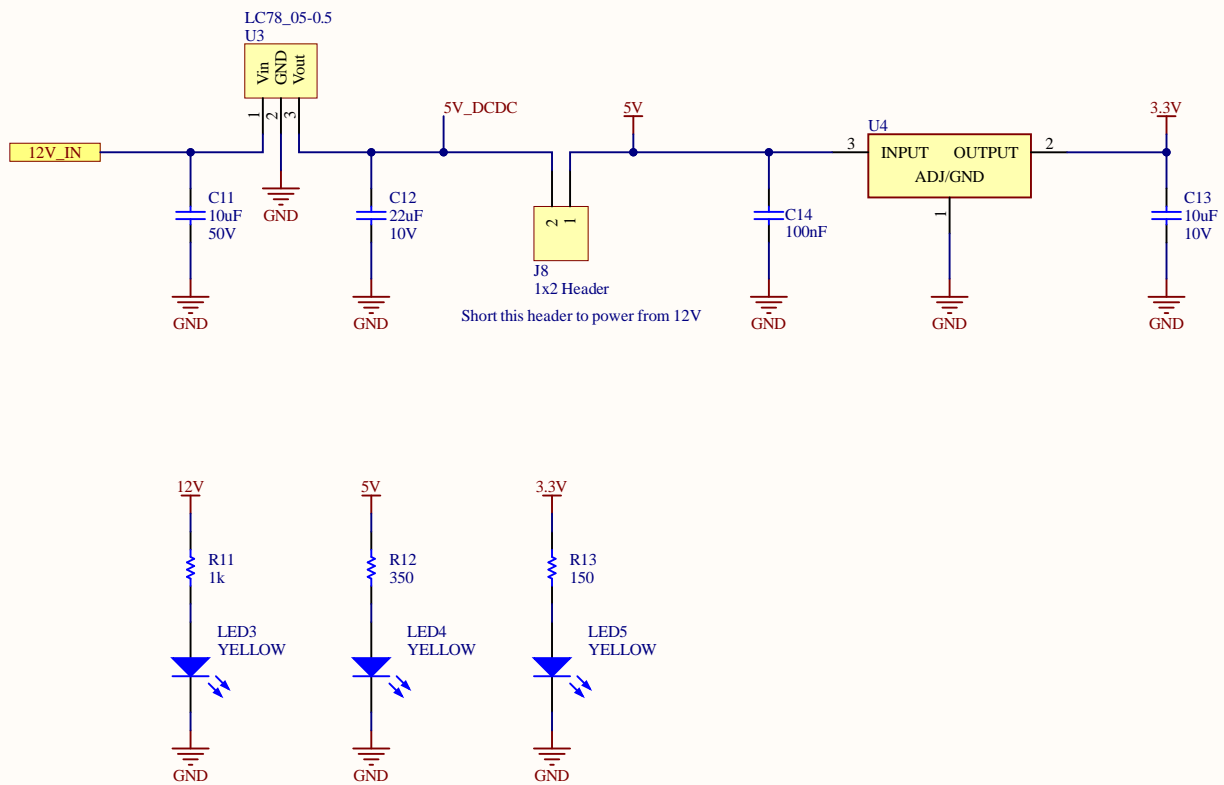 LC78_05-0.5
U3
Vin
GND
Vout
1
2
3
12V_IN
GND
C11
10uF
50V
GND
C12
22uF
10V
GND
5V_DCDC
2
1
J8
1x2 Header
Short this header to power from 12V
5V
C14
100nF
GND
U4
3
INPUT
OUTPUT
2
ADJ/GND
1
GND
3.3V
C13
10uF
10V
GND
12V
R11
1k
LED3
YELLOW
GND
5V
R12
350
LED4
YELLOW
GND
3.3V
R13
150
LED5
YELLOW
GND